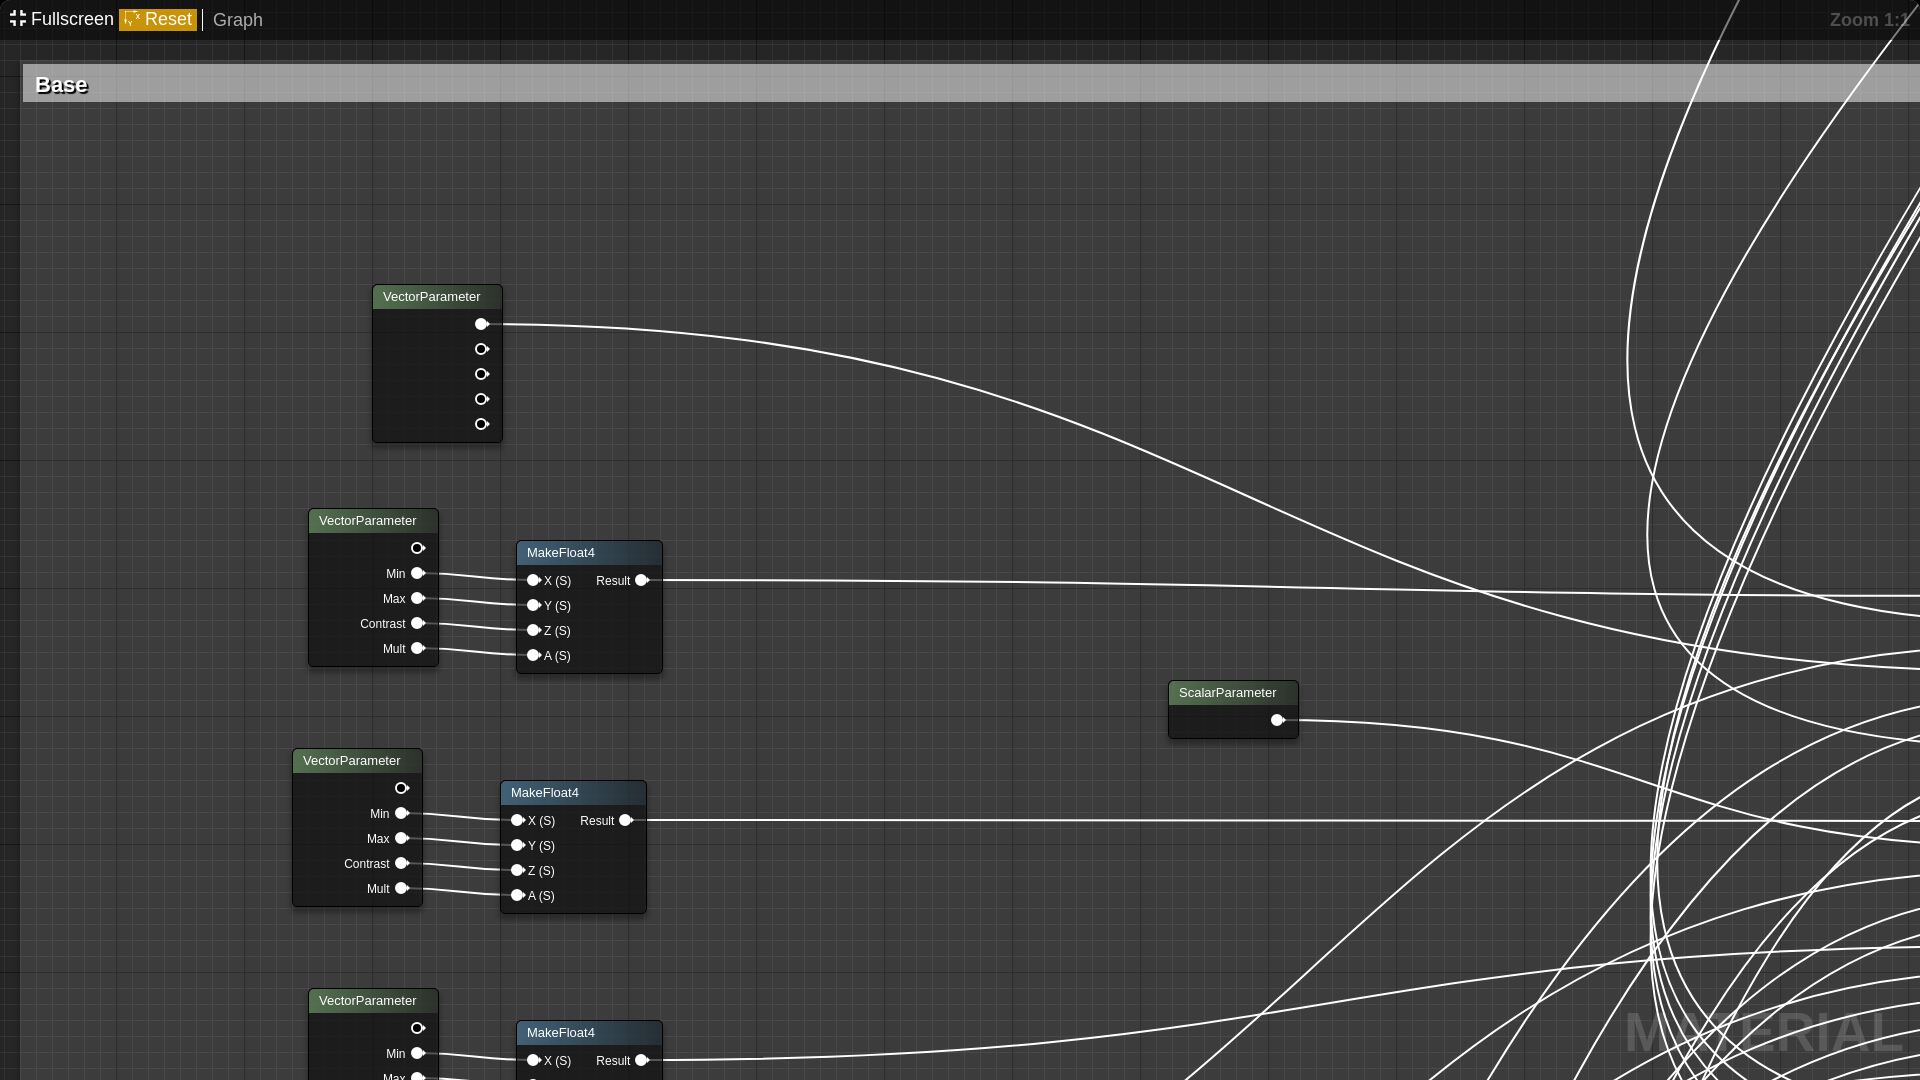 Fullscreen Reset Graph Zoom 1:1
Base
VectorParameter
VectorParameter
Min
Max
Contrast
Mult
MakeFloat4
X (S) Result
Y (S)
Z (S)
A (S)
ScalarParameter
VectorParameter
Min
Max
Contrast
Mult
MakeFloat4
X (S) Result
Y (S)
Z (S)
A (S)
VectorParameter
Min
Max
MakeFloat4
X (S) Result
MATERIAL